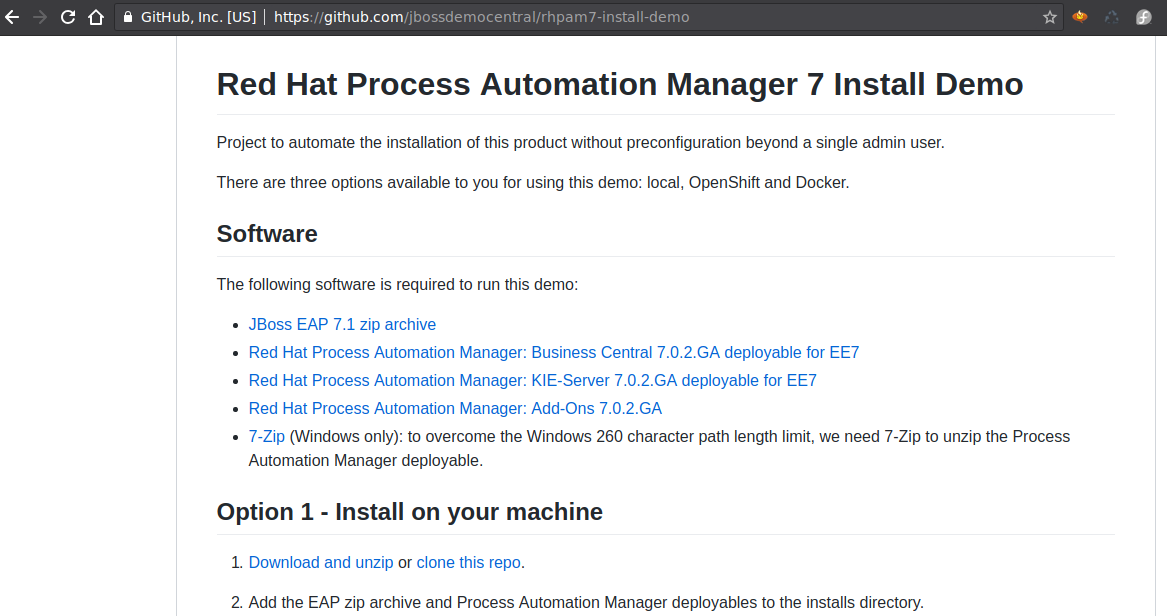 GitHub, Inc. [US] | https://github.com/jbossdemocentral/rhpam7-install-demo
Red Hat Process Automation Manager 7 Install Demo
Project to automate the installation of this product without preconfiguration beyond a single admin user.
There are three options available to you for using this demo: local, OpenShift and Docker.
Software
The following software is required to run this demo:
• JBoss EAP 7.1 zip archive
• Red Hat Process Automation Manager: Business Central 7.0.2.GA deployable for EE7
• Red Hat Process Automation Manager: KIE-Server 7.0.2.GA deployable for EE7
• Red Hat Process Automation Manager: Add-Ons 7.0.2.GA
• 7-Zip (Windows only): to overcome the Windows 260 character path length limit, we need 7-Zip to unzip the Process
Automation Manager deployable.
Option 1 - Install on your machine
1. Download and unzip or clone this repo.
2. Add the EAP zip archive and Process Automation Manager deployables to the installs directory.